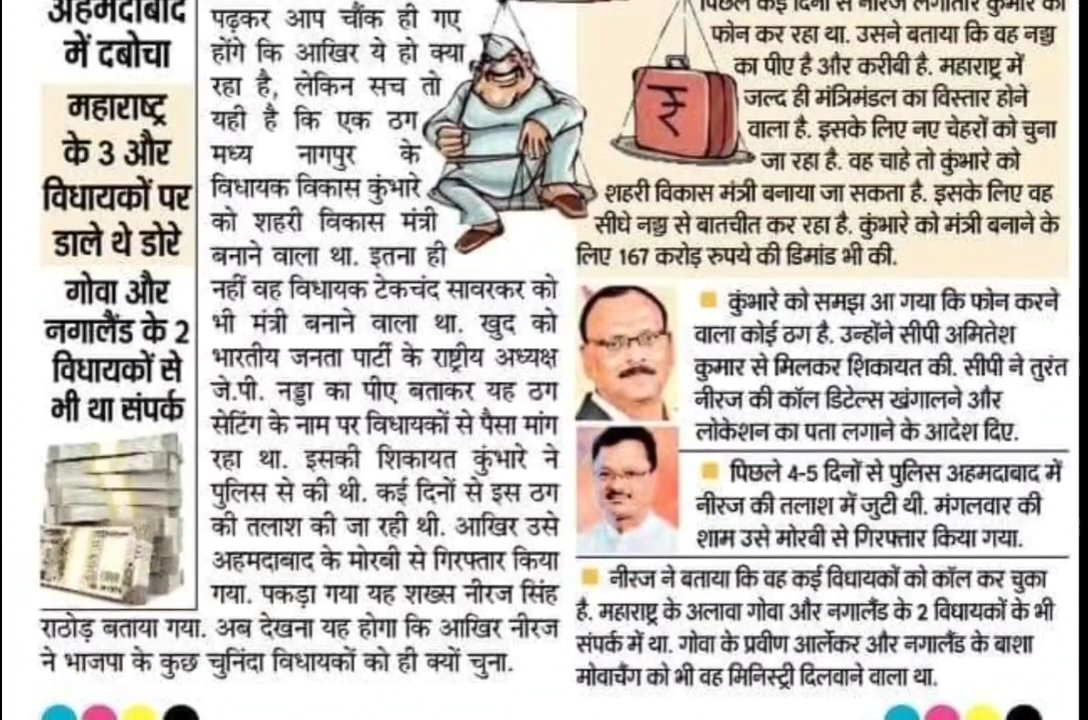 अहमदाबाद
में दबोचा
महाराष्ट्र
के 3 और
विधायकों पर
डाले थे डोरे
गोवा और
नगालैंड के 2
विधायकों से
भी था संपर्क
पढ़कर आप चौंक ही गए
होंगे कि आखिर ये हो क्या
रहा है, लेकिन सच तो
यही है कि एक ठग
मध्य नागपुर के
विधायक विकास कुंभारे
को शहरी विकास मंत्री
बनाने वाला था. इतना ही
नहीं वह विधायक टेकचंद सावरकर को
भी मंत्री बनाने वाला था. खुद को
भारतीय जनता पार्टी के राष्ट्रीय अध्यक्ष
जे.पी. नड्डा का पीए बताकर यह ठग
सेटिंग के नाम पर विधायकों से पैसा मांग
रहा था. इसकी शिकायत कुंभारे ने
पुलिस से की थी. कई दिनों से इस ठग
की तलाश की जा रही थी. आखिर उसे
अहमदाबाद के मोरबी से गिरफ्तार किया
गया. पकड़ा गया यह शख्स नीरज सिंह
राठोड़ बताया गया. अब देखना यह होगा कि आखिर नीरज
ने भाजपा के कुछ चुनिंदा विधायकों को ही क्यों चुना.
पिछले कई दिनों से नीरज लगातार कुंभारे को
फोन कर रहा था. उसने बताया कि वह नड्डा
का पीए है और करीबी है. महाराष्ट्र में
जल्द ही मंत्रिमंडल का विस्तार होने
वाला है. इसके लिए नए चेहरों को चुना
जा रहा है. वह चाहे तो कुंभारे को
शहरी विकास मंत्री बनाया जा सकता है. इसके लिए वह
सीधे नड्डा से बातचीत कर रहा है. कुंभारे को मंत्री बनाने के
लिए 167 करोड़ रुपये की डिमांड भी की.
₹
कुंभारे को समझ आ गया कि फोन करने
वाला कोई ठग है. उन्होंने सीपी अमितेश
कुमार से मिलकर शिकायत की. सीपी ने तुरंत
नीरज की कॉल डिटेल्स खंगालने और
लोकेशन का पता लगाने के आदेश दिए.
पिछले 4-5 दिनों से पुलिस अहमदाबाद में
नीरज की तलाश में जुटी थी. मंगलवार की
शाम उसे मोरबी से गिरफ्तार किया गया.
नीरज ने बताया कि वह कई विधायकों को कॉल कर चुका
है. महाराष्ट्र के अलावा गोवा और नगालैंड के 2 विधायकों के भी
संपर्क में था. गोवा के प्रवीण आर्लेकर और नगालैंड के बाशा
मोवाचैंग को भी वह मिनिस्ट्री दिलवाने वाला था.